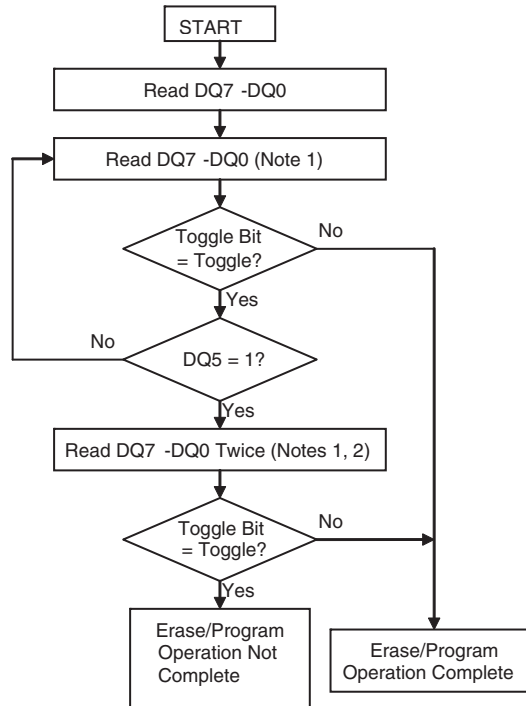 START
Read DQ7 -DQ0
Read DQ7 -DQ0 (Note 1)
Toggle Bit
= Toggle?
No
Yes
No
DQ5 = 1?
Yes
Read DQ7 -DQ0 Twice (Notes 1, 2)
Toggle Bit
= Toggle?
No
Yes
Erase/Program
Operation Not
Complete
Erase/Program
Operation Complete